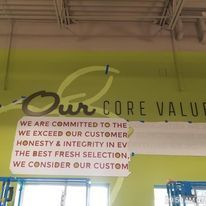 Our CORE VALU
WE ARE COMMITTED TO THE
WE EXCEED OUR CUSTOMER
HONESTY & INTEGRITY IN EV
THE BEST FRESH SELECTION,
WE CONSIDER OUR CUSTOM